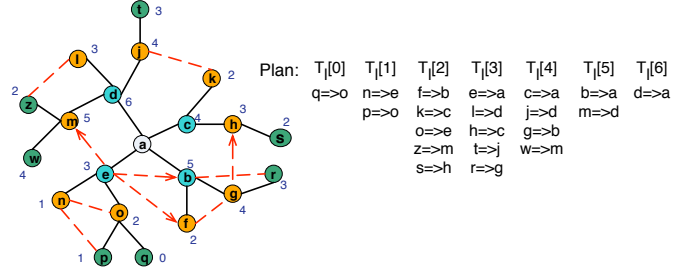 t 3
l 3
j 4
k 2
z 2
d 6
m 5
c 4
h 3
s 2
w 4
a
e 3
b 5
r 3
n 1
o 2
g 4
f 2
p 1
q 0
Plan: T_l[0] T_l[1] T_l[2] T_l[3] T_l[4] T_l[5] T_l[6]
q=>o n=>e f=>b e=>a c=>a b=>a d=>a
p=>o k=>c l=>d j=>d m=>d
o=>e h=>c g=>b
z=>m t=>j w=>m
s=>h r=>g